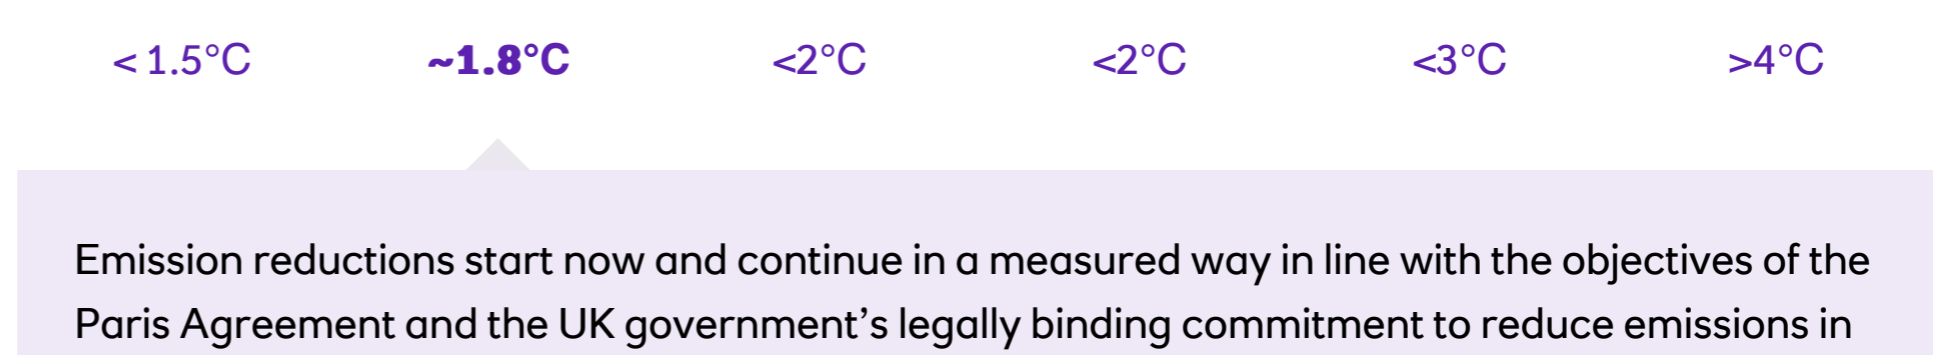 < 1.5°C ~1.8°C <2°C <2°C <3°C >4°C
Emission reductions start now and continue in a measured way in line with the objectives of the
Paris Agreement and the UK government’s legally binding commitment to reduce emissions in